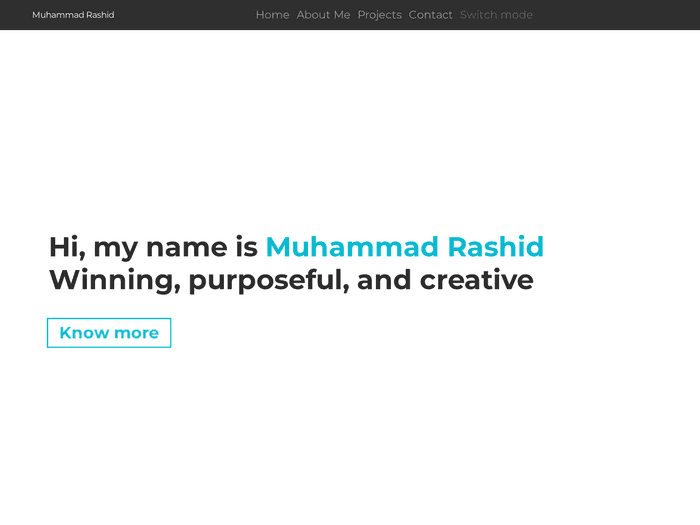 Muhammad Rashid
Home About Me Projects Contact Switch mode
Hi, my name is Muhammad Rashid
Winning, purposeful, and creative
Know more